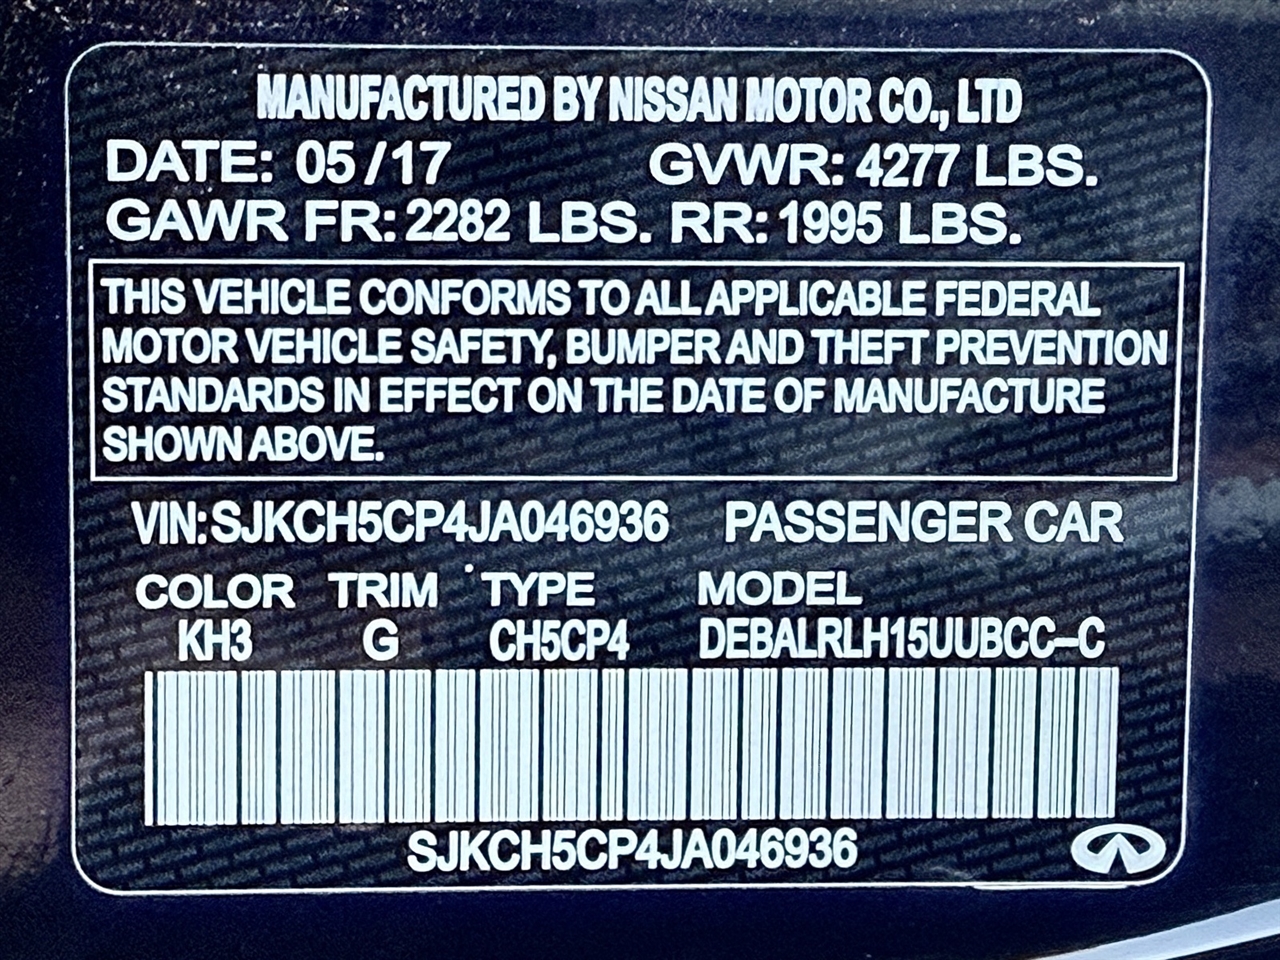 MANUFACTURED BY NISSAN MOTOR CO., LTD
DATE: 05/17 GVWR: 4277 LBS.
GAWR FR: 2282 LBS. RR: 1995 LBS.
THIS VEHICLE CONFORMS TO ALL APPLICABLE FEDERAL
MOTOR VEHICLE SAFETY, BUMPER AND THEFT PREVENTION
STANDARDS IN EFFECT ON THE DATE OF MANUFACTURE
SHOWN ABOVE.
VIN: SJKCH5CP4JA046936 PASSENGER CAR
COLOR TRIM TYPE MODEL
KH3 G CH5CP4 DEBALRLH15UUBCC–C
SJKCH5CP4JA046936